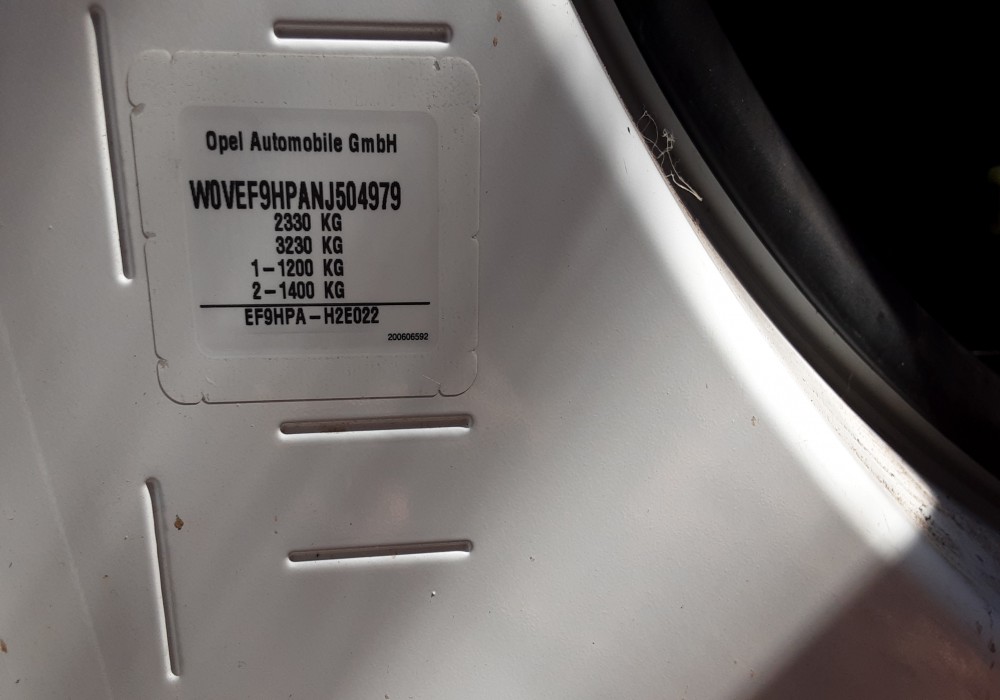 Opel Automobile GmbH
W0VEF9HPANJ504979
2330 KG
3230 KG
1-1200 KG
2-1400 KG
EF9HPA-H2E022
200606592